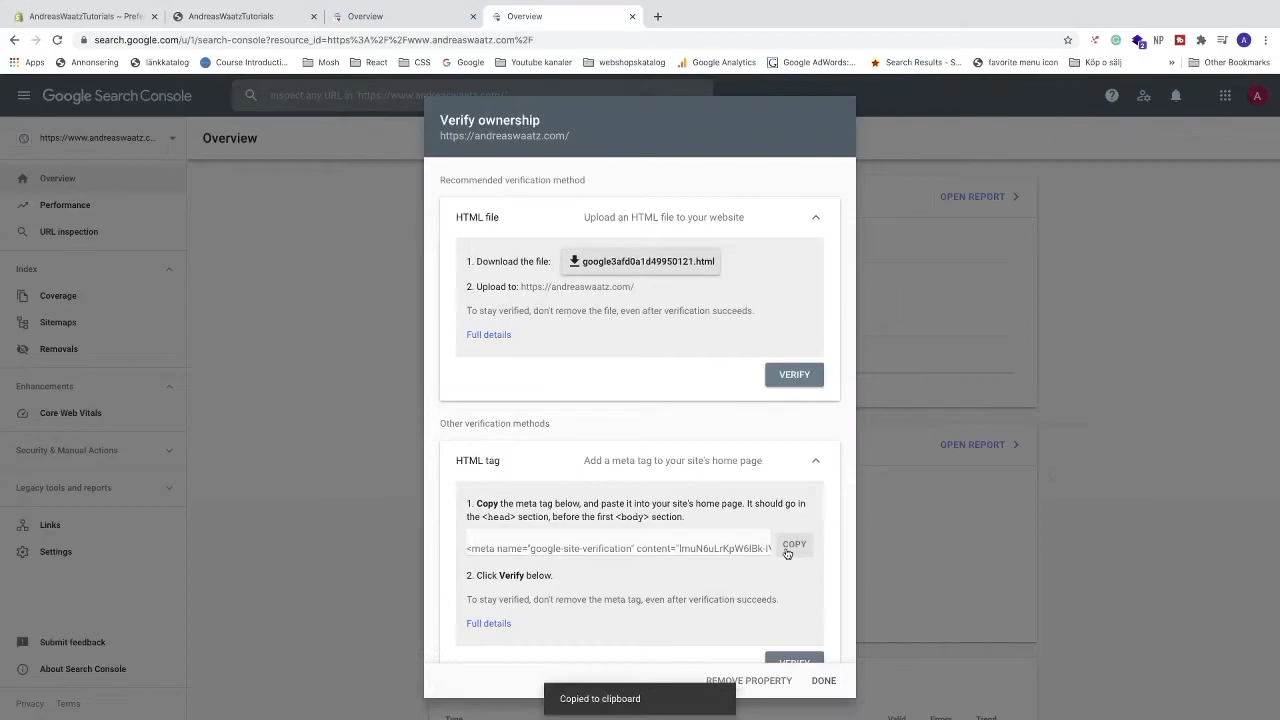 AndreasWaatzTutorials ~ Prefe
AndreasWaatzTutorials
Overview
Overview
search.google.com/u/1/search-console?resource_id=https%3A%2F%2Fwww.andreaswaatz.com%2F
Apps
Annonsering
länkkatalog
Course Introducti...
Mosh
React
CSS
Google
Youtube kanaler
webshopskatalog
Google Analytics
Google AdWords:...
Search Results - S...
favorite menu icon
Köp o sälj
»
Other Bookmarks
Google Search Console
Inspect any URL in "https://www.andreaswaatz.com/"
A
https://www.andreaswaatz.c...
Overview
Overview
Performance
URL inspection
Index
Coverage
Sitemaps
Removals
Enhancements
Core Web Vitals
Security & Manual Actions
Legacy tools and reports
Links
Settings
Submit feedback
About Search Console
Privacy Terms
OPEN REPORT
OPEN REPORT
Verify ownership
https://andreaswaatz.com/
Recommended verification method
HTML file Upload an HTML file to your website
1. Download the file: google3afd0a1d49950121.html
2. Upload to: https://andreaswaatz.com/
To stay verified, don't remove the file, even after verification succeeds.
Full details
VERIFY
Other verification methods
HTML tag Add a meta tag to your site's home page
1. Copy the meta tag below, and paste it into your site's home page. It should go in
the <head> section, before the first <body> section.
<meta name="google-site-verification"
COPY
2. Click Verify below.
To stay verified, don't remove the meta tag, even after verification succeeds.
Full details
VERIFY
REMOVE PROPERTY DONE
Copied to clipboard
Type Valid Errors Trend